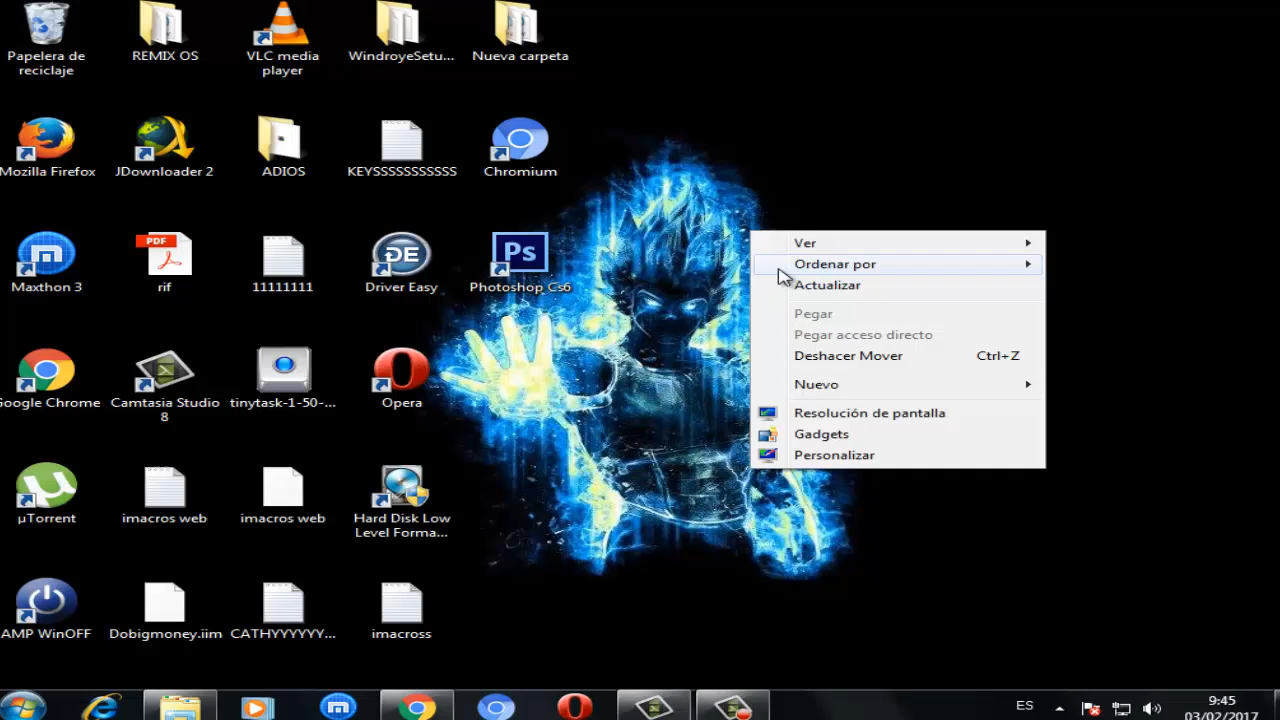 Papelera de
reciclaje
REMIX OS
VLC media
player
WindroyeSetu...
Nueva carpeta
Mozilla Firefox
JDownloader 2
ADIOS
KEYSSSSSSSSSSS
Chromium
Maxthon 3
PDF
rif
11111111
DE
Driver Easy
Ps
Photoshop Cs6
Google Chrome
Camtasia Studio
8
tinytask-1-50-...
Opera
µTorrent
imacros web
imacros web
Hard Disk Low
Level Forma...
AMP WinOFF
Dobigmoney.iim
CATHYYYYYY...
imacross
Ver
Ordenar por
Actualizar
Pegar
Pegar acceso directo
Deshacer Mover Ctrl+Z
Nuevo
Resolución de pantalla
Gadgets
Personalizar
ES
9:45
03/02/2017